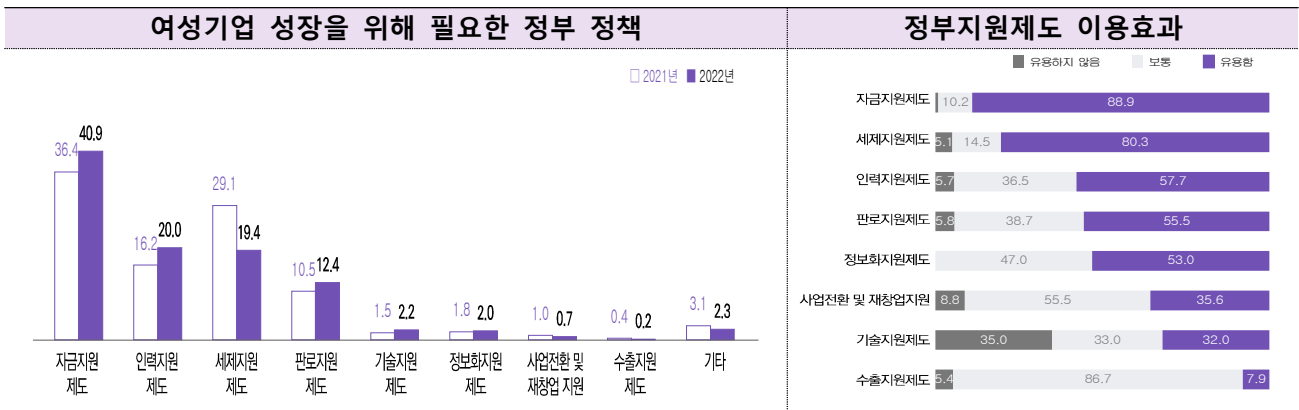 여성기업 성장을 위해 필요한 정부 정책
2021년 2022년
36.4 40.9
16.2 20.0
29.1 19.4
10.5 12.4
1.5 2.2
1.8 2.0
1.0 0.7
0.4 0.2
3.1 2.3
자금지원
제도
인력지원
제도
세제지원
제도
판로지원
제도
기술지원
제도
정보화지원
제도
사업전환 및
재창업 지원
수출지원
제도
기타
정부지원제도 이용효과
유용하지 않음 보통 유용함
자금지원제도 10.2 88.9
세제지원제도 5.1 14.5 80.3
인력지원제도 5.7 36.5 57.7
판로지원제도 5.8 38.7 55.5
정보화지원제도 47.0 53.0
사업전환 및 재창업지원 8.8 55.5 35.6
기술지원제도 35.0 33.0 32.0
수출지원제도 5.4 86.7 7.9